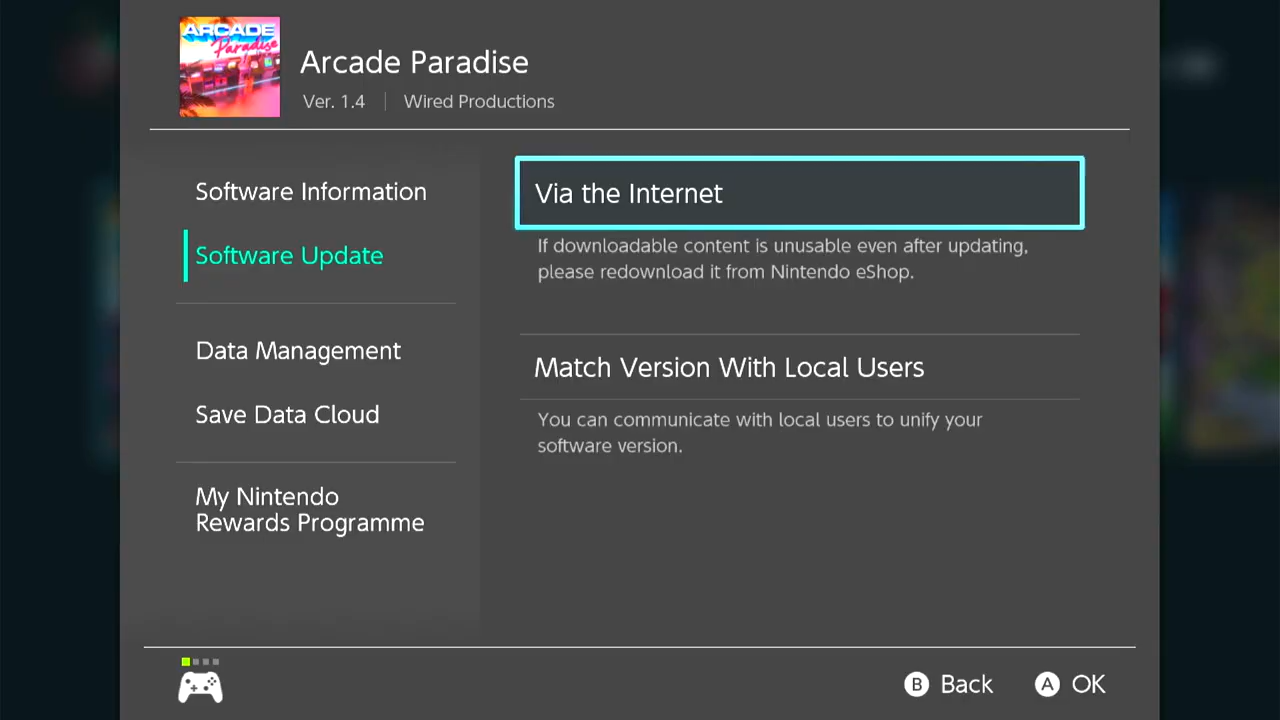 ARCADE
Paradise
Arcade Paradise
Ver. 1.4 | Wired Productions
Software Information
Software Update
Data Management
Save Data Cloud
My Nintendo
Rewards Programme
Via the Internet
If downloadable content is unusable even after updating,
please redownload it from Nintendo eShop.
Match Version With Local Users
You can communicate with local users to unify your
software version.
B Back
A OK